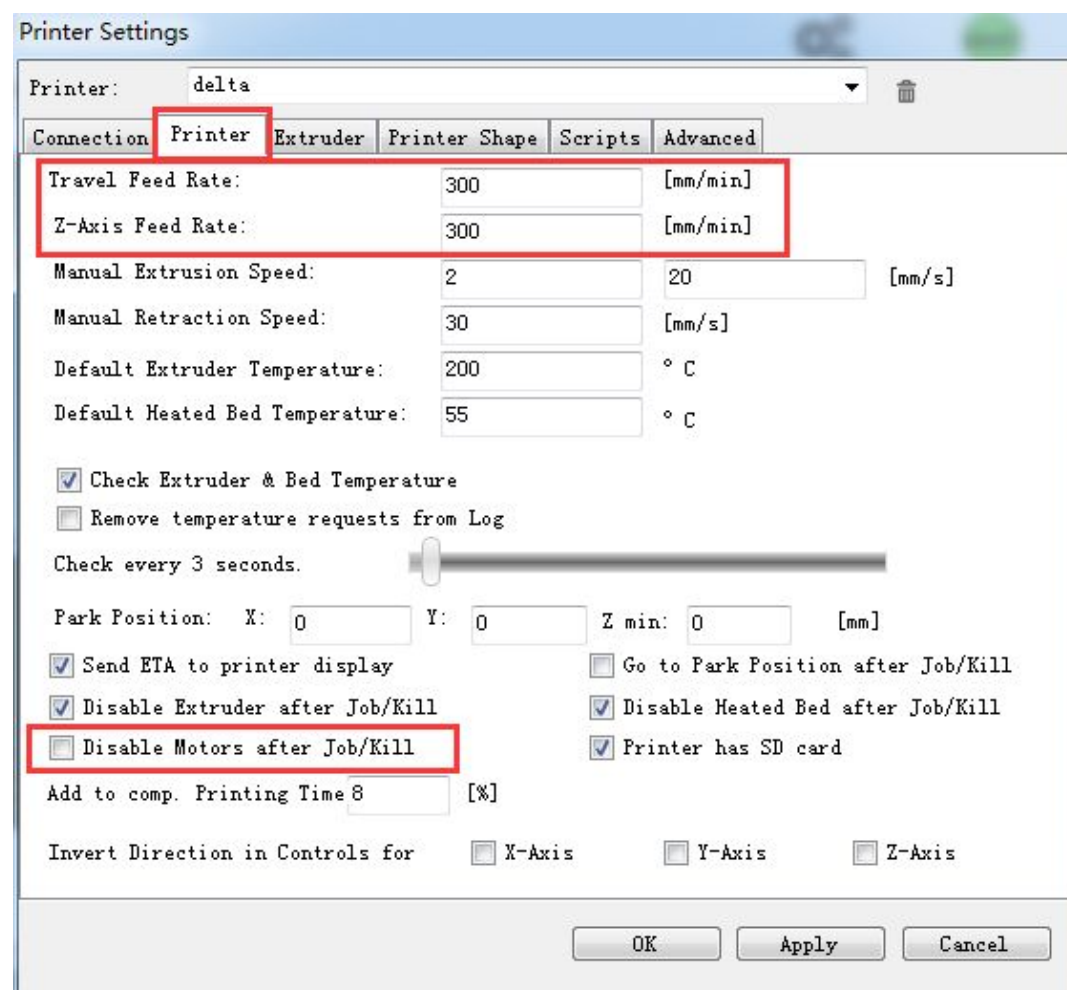 Printer Settings
Printer: delta
Connection Printer Extruder Printer Shape Scripts Advanced
Travel Feed Rate: 300 [mm/min]
Z-Axis Feed Rate: 300 [mm/min]
Manual Extrusion Speed: 2 20 [mm/s]
Manual Retraction Speed: 30 [mm/s]
Default Extruder Temperature: 200 ° C
Default Heated Bed Temperature: 55 ° C
Check Extruder & Bed Temperature
Remove temperature requests from Log
Check every 3 seconds.
Park Position: X: 0 Y: 0 Z min: 0 [mm]
Send ETA to printer display Go to Park Position after Job/Kill
Disable Extruder after Job/Kill Disable Heated Bed after Job/Kill
Disable Motors after Job/Kill Printer has SD card
Add to comp. Printing Time 8 [%]
Invert Direction in Controls for X-Axis Y-Axis Z-Axis
OK Apply Cancel